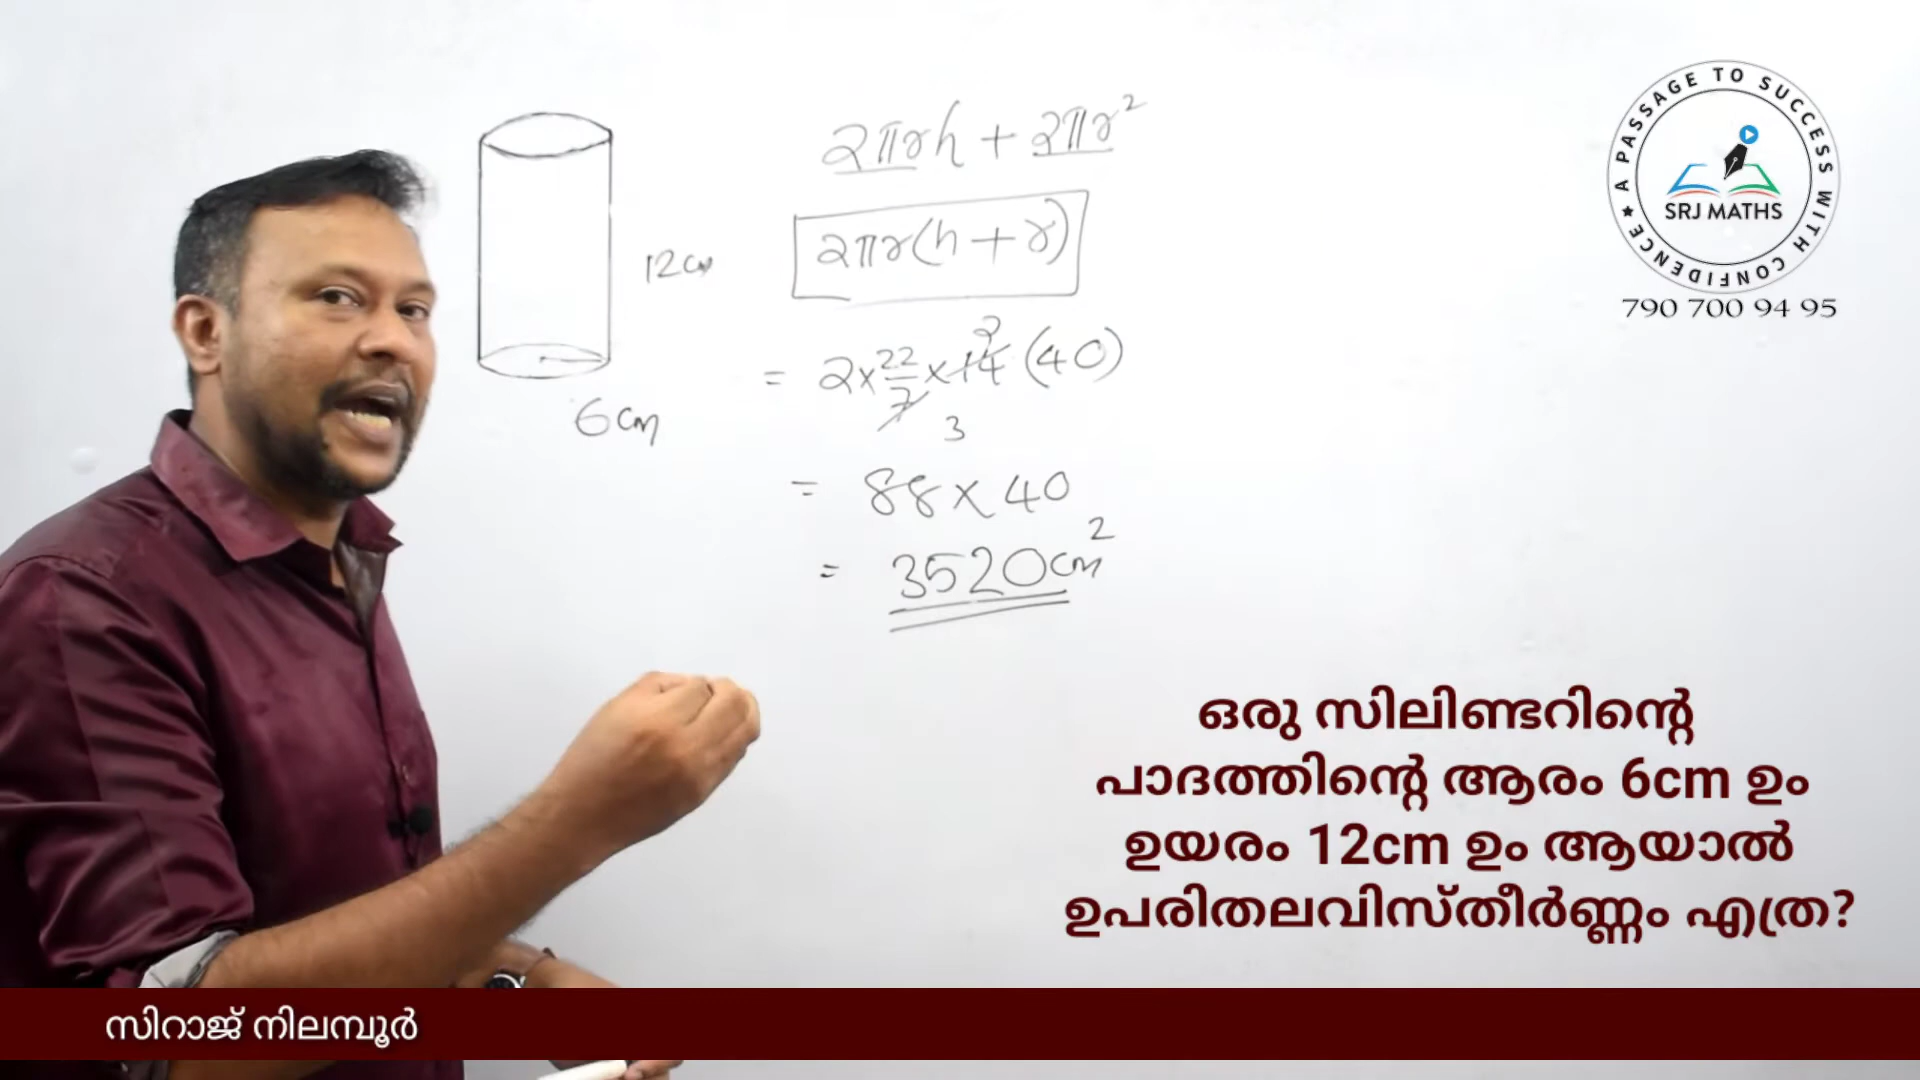 2πrh + 2πr²
2πr(h + r)
12cm
6cm
= 2 × 22/7 × 14 (40)
2
3
= 88 × 40
= 3520cm²
A PASSAGE TO SUCCESS WITH CONFIDENCE ★
SRJ MATHS
790 700 94 95
ഒരു സിലിണ്ടറിന്റെ
പാദത്തിന്റെ ആരം 6cm ഉം
ഉയരം 12cm ഉം ആയാൽ
ഉപരിതലവിസ്തീർണ്ണം എത്ര?
സിറാജ് നിലമ്പൂർ